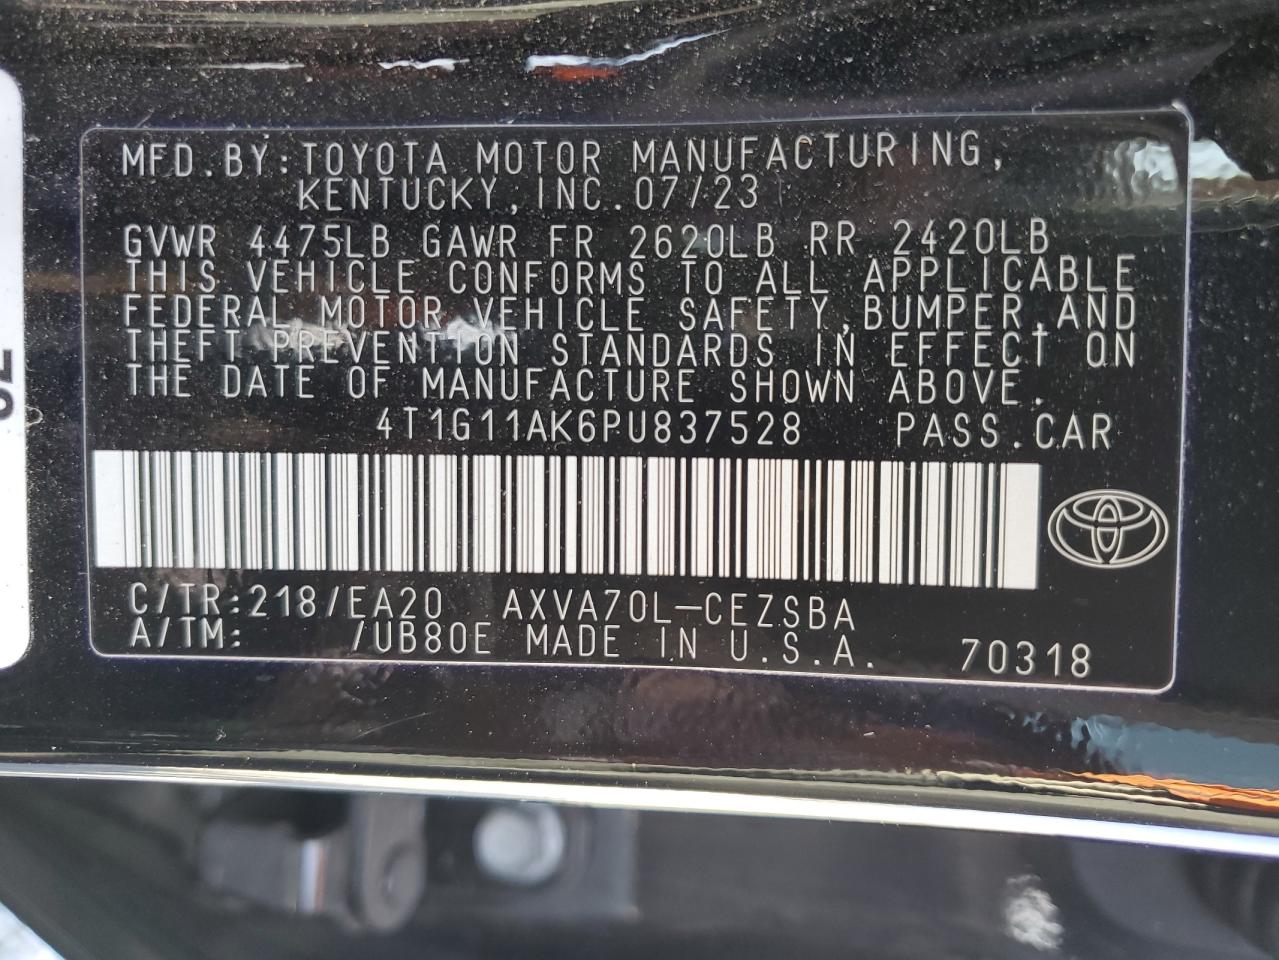 MFD.BY:TOYOTA MOTOR MANUFACTURING,
KENTUCKY,INC.07/23
GVWR 4475LB GAWR FR 2620LB RR 2420LB
THIS VEHICLE CONFORMS TO ALL APPLICABLE
FEDERAL MOTOR VEHICLE SAFETY,BUMPER,AND
THEFT PREVENTION STANDARDS IN EFFECT ON
THE DATE OF MANUFACTURE SHOWN ABOVE.
4T1G11AK6PU837528 PASS.CAR
C/TR:218/EA20 AXVA70L-CEZSBA
A/TM: /UB80E MADE IN U.S.A. 70318